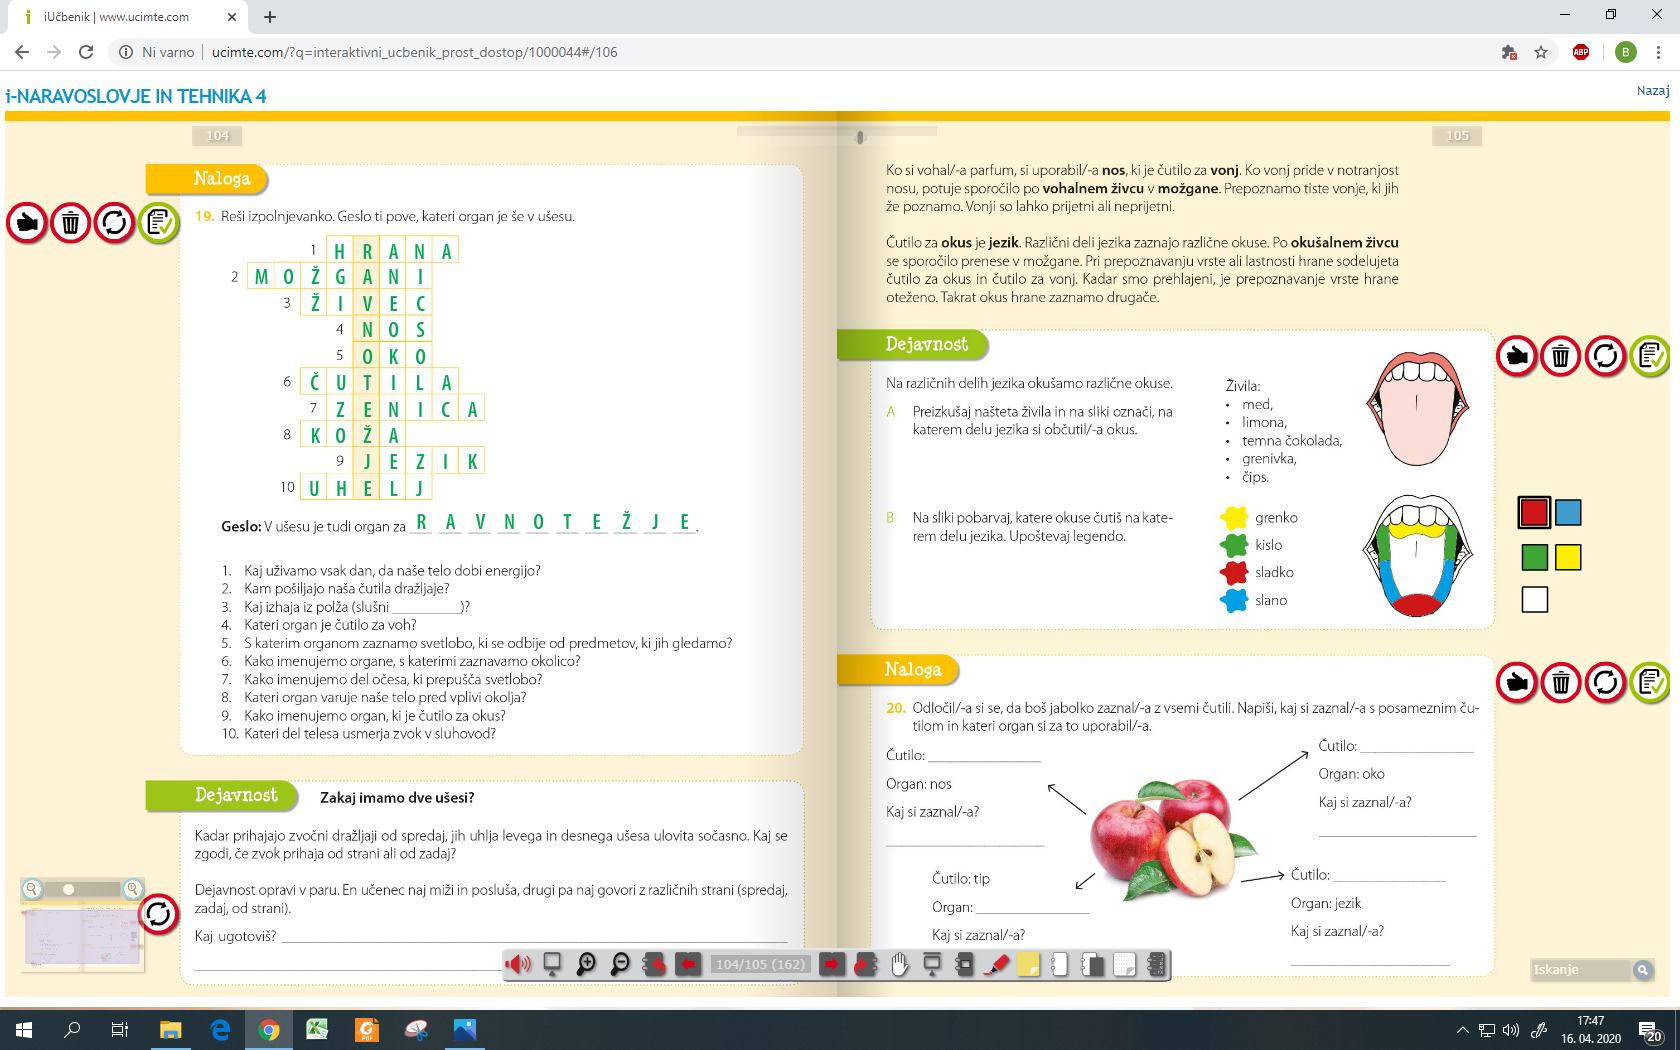 iUčbenik | www.ucimte.com
Ni varno
ucimte.com/?q=interaktivni_ucbenik_prost_dostop/1000044#/106
ABP
B
i-NARAVOSLOVJE IN TEHNIKA 4
Nazaj
104
Naloga
19. Reši izpolnjevanko. Geslo ti pove, kateri organ je še v ušesu.
1 H R A N A
2 M O Ž G A N I
3 Ž I V E C
4 N O S
5 O K O
6 Č U T I L A
7 Z E N I C A
8 K O Ž A
9 J E Z I K
10 U H E L J
Geslo: V ušesu je tudi organ za R A V N O T E Ž J E.
1. Kaj uživamo vsak dan, da naše telo dobi energijo?
2. Kam pošiljajo naša čutila dražljaje?
3. Kaj izhaja iz polža (slušni _________)?
4. Kateri organ je čutilo za voh?
5. S katerim organom zaznamo svetlobo, ki se odbije od predmetov, ki jih gledamo?
6. Kako imenujemo organe, s katerimi zaznavamo okolico?
7. Kako imenujemo del očesa, ki prepušča svetlobo?
8. Kateri organ varuje naše telo pred vplivi okolja?
9. Kako imenujemo organ, ki je čutilo za okus?
10. Kateri del telesa usmerja zvok v sluhovod?
Dejavnost
Zakaj imamo dve ušesi?
Kadar prihajajo zvočni dražljaji od spredaj, jih uhlja levega in desnega ušesa ulovita sočasno. Kaj se
zgodi, če zvok prihaja od strani ali od zadaj?
Dejavnost opravi v paru. En učenec naj miži in posluša, drugi pa naj govori z različnih strani (spredaj,
zadaj, od strani).
Kaj ugotoviš?
105
Ko si vohal/-a parfum, si uporabil/-a nos, ki je čutilo za vonj. Ko vonj pride v notranjost
nosu, potuje sporočilo po vohalnem živcu v možgane. Prepoznamo tiste vonje, ki jih
že poznamo. Vonji so lahko prijetni ali neprijetni.
Čutilo za okus je jezik. Različni deli jezika zaznajo različne okuse. Po okušalnem živcu
se sporočilo prenese v možgane. Pri prepoznavanju vrste ali lastnosti hrane sodelujeta
čutilo za okus in čutilo za vonj. Kadar smo prehlajeni, je prepoznavanje vrste hrane
oteženo. Takrat okus hrane zaznamo drugače.
Dejavnost
Na različnih delih jezika okušamo različne okuse.
A Preizkušaj našteta živila in na sliki označi, na
katerem delu jezika si občutil/-a okus.
Živila:
• med,
• limona,
• temna čokolada,
• grenivka,
• čips.
B Na sliki pobarvaj, katere okuse čutiš na kate-
rem delu jezika. Upoštevaj legendo.
grenko
kislo
sladko
slano
Naloga
20. Odločil/-a si se, da boš jabolko zaznal/-a z vsemi čutili. Napiši, kaj si zaznal/-a s posameznim ču-
tilom in kateri organ si za to uporabil/-a.
Čutilo: _______________
Organ: nos
Kaj si zaznal/-a?
Čutilo: _______________
Organ: oko
Kaj si zaznal/-a?
Čutilo: tip
Organ: _______________
Kaj si zaznal/-a?
Čutilo: _______________
Organ: jezik
Kaj si zaznal/-a?
104/105 (162)
Iskanje
17:47
16. 04. 2020
20